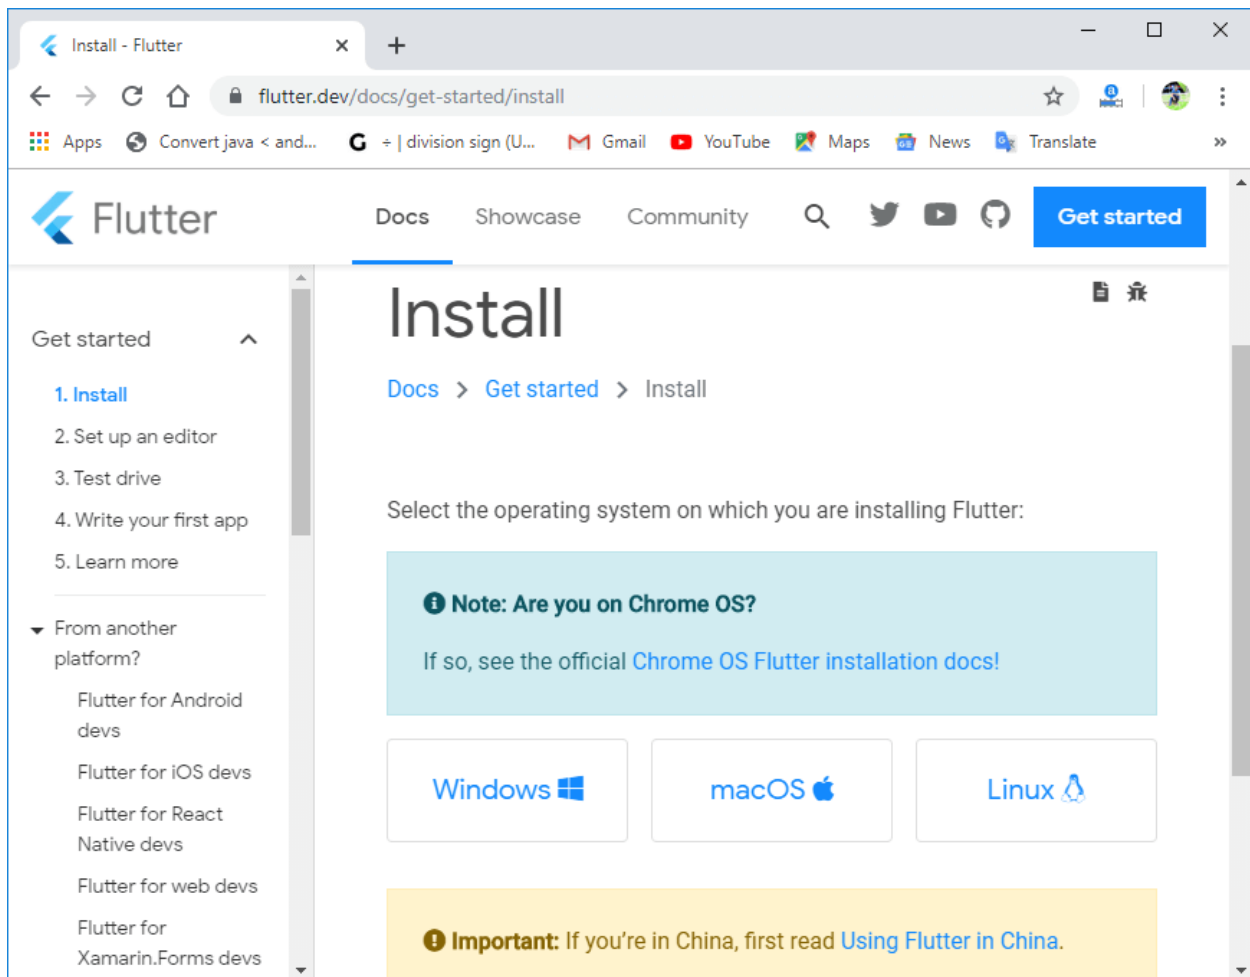 Install - Flutter
flutter.dev/docs/get-started/install
Apps Convert java < and... G ÷ | division sign (U... Gmail YouTube Maps News Translate »
Flutter Docs Showcase Community Get started
Get started
1. Install
2. Set up an editor
3. Test drive
4. Write your first app
5. Learn more
From another
platform?
Flutter for Android
devs
Flutter for iOS devs
Flutter for React
Native devs
Flutter for web devs
Flutter for
Xamarin.Forms devs
Install
Docs > Get started > Install
Select the operating system on which you are installing Flutter:
Note: Are you on Chrome OS?
If so, see the official Chrome OS Flutter installation docs!
Windows
macOS
Linux
Important: If you’re in China, first read Using Flutter in China.